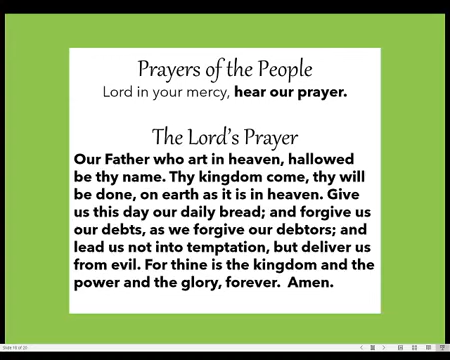 Prayers of the People
Lord in your mercy, hear our prayer.
The Lord's Prayer
Our Father who art in heaven, hallowed
be thy name. Thy kingdom come, thy will
be done, on earth as it is in heaven. Give
us this day our daily bread; and forgive us
our debts, as we forgive our debtors; and
lead us not into temptation, but deliver us
from evil. For thine is the kingdom and the
power and the glory, forever.  Amen.